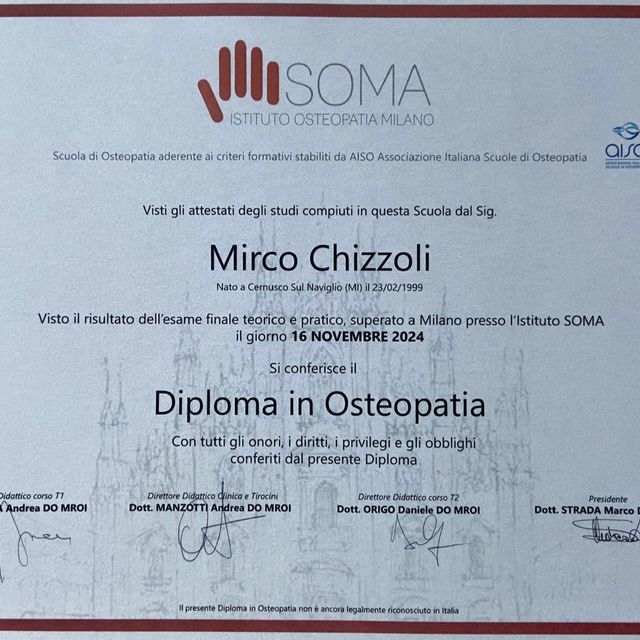 SOMA
ISTITUTO OSTEOPATIA MILANO
Scuola di Osteopatia aderente ai criteri formativi stabiliti da AISO Associazione Italiana Scuole di Osteopatia
Visti gli attestati degli studi compiuti in questa Scuola dal Sig.
Mirco Chizzoli
Nato a Cernusco Sul Naviglio (MI) il 23/02/1999
Visto il risultato dell'esame finale teorico e pratico, superato a Milano presso l'Istituto SOMA
il giorno 16 NOVEMBRE 2024
Si conferisce il
Diploma in Osteopatia
Con tutti gli onori, i diritti, i privilegi e gli obblighi
conferiti dal presente Diploma
Didattico corso T1
Andrea DO MROI
Direttore Didattico Clinica e Tirocini
Dott. MANZOTTI Andrea DO MROI
Direttore Didattico corso T2
Dott. ORIGO Daniele DO MROI
Presidente
Dott. STRADA Marco
Il presente Diploma in Osteopatia non è ancora legalmente riconosciuto in Italia